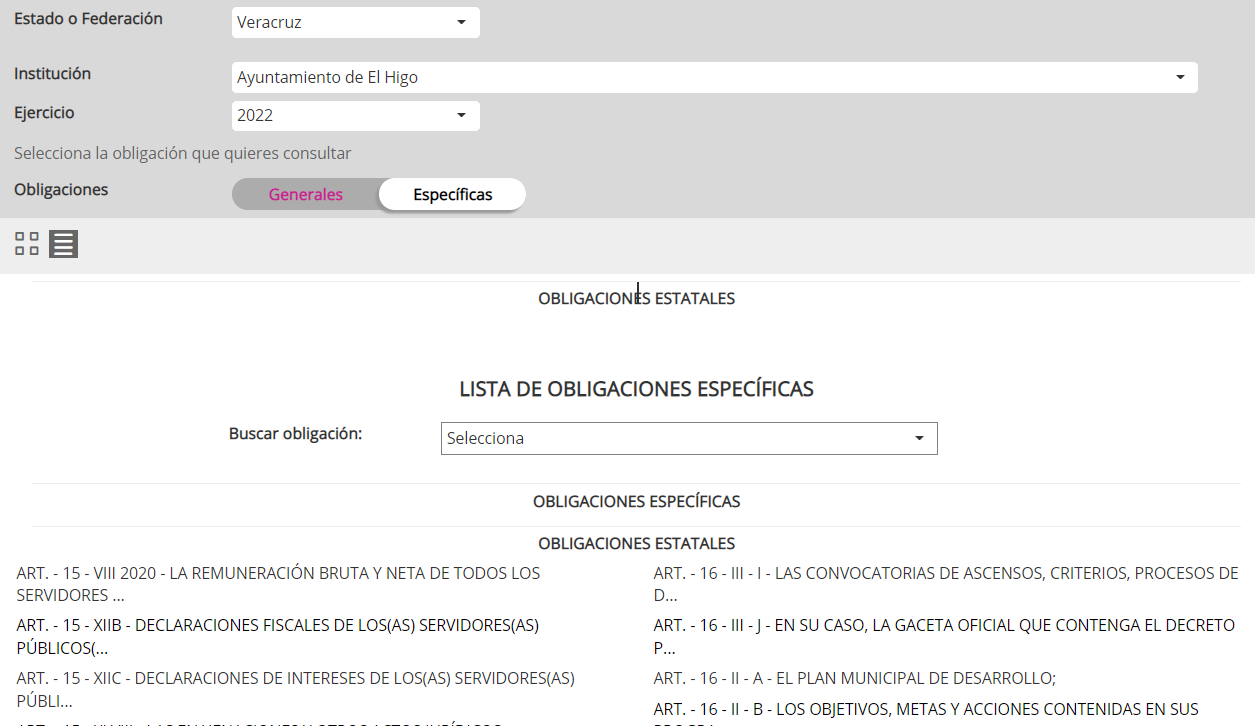 Estado o Federación
Veracruz
Institución
Ayuntamiento de El Higo
Ejercicio
2022
Selecciona la obligación que quieres consultar
Obligaciones
Generales
Específicas
OBLIGACIONES ESTATALES
LISTA DE OBLIGACIONES ESPECÍFICAS
Buscar obligación:
Selecciona
OBLIGACIONES ESPECÍFICAS
OBLIGACIONES ESTATALES
ART. - 15 - VIII 2020 - LA REMUNERACIÓN BRUTA Y NETA DE TODOS LOS
SERVIDORES ...
ART. - 15 - XIIB - DECLARACIONES FISCALES DE LOS(AS) SERVIDORES(AS)
PÚBLICOS(...
ART. - 15 - XIIC - DECLARACIONES DE INTERESES DE LOS(AS) SERVIDORES(AS)
PÚBLI...
ART. - 16 - III - I - LAS CONVOCATORIAS DE ASCENSOS, CRITERIOS, PROCESOS DE
D...
ART. - 16 - III - J - EN SU CASO, LA GACETA OFICIAL QUE CONTENGA EL DECRETO
P...
ART. - 16 - II - A - EL PLAN MUNICIPAL DE DESARROLLO;
ART. - 16 - II - B - LOS OBJETIVOS, METAS Y ACCIONES CONTENIDAS EN SUS